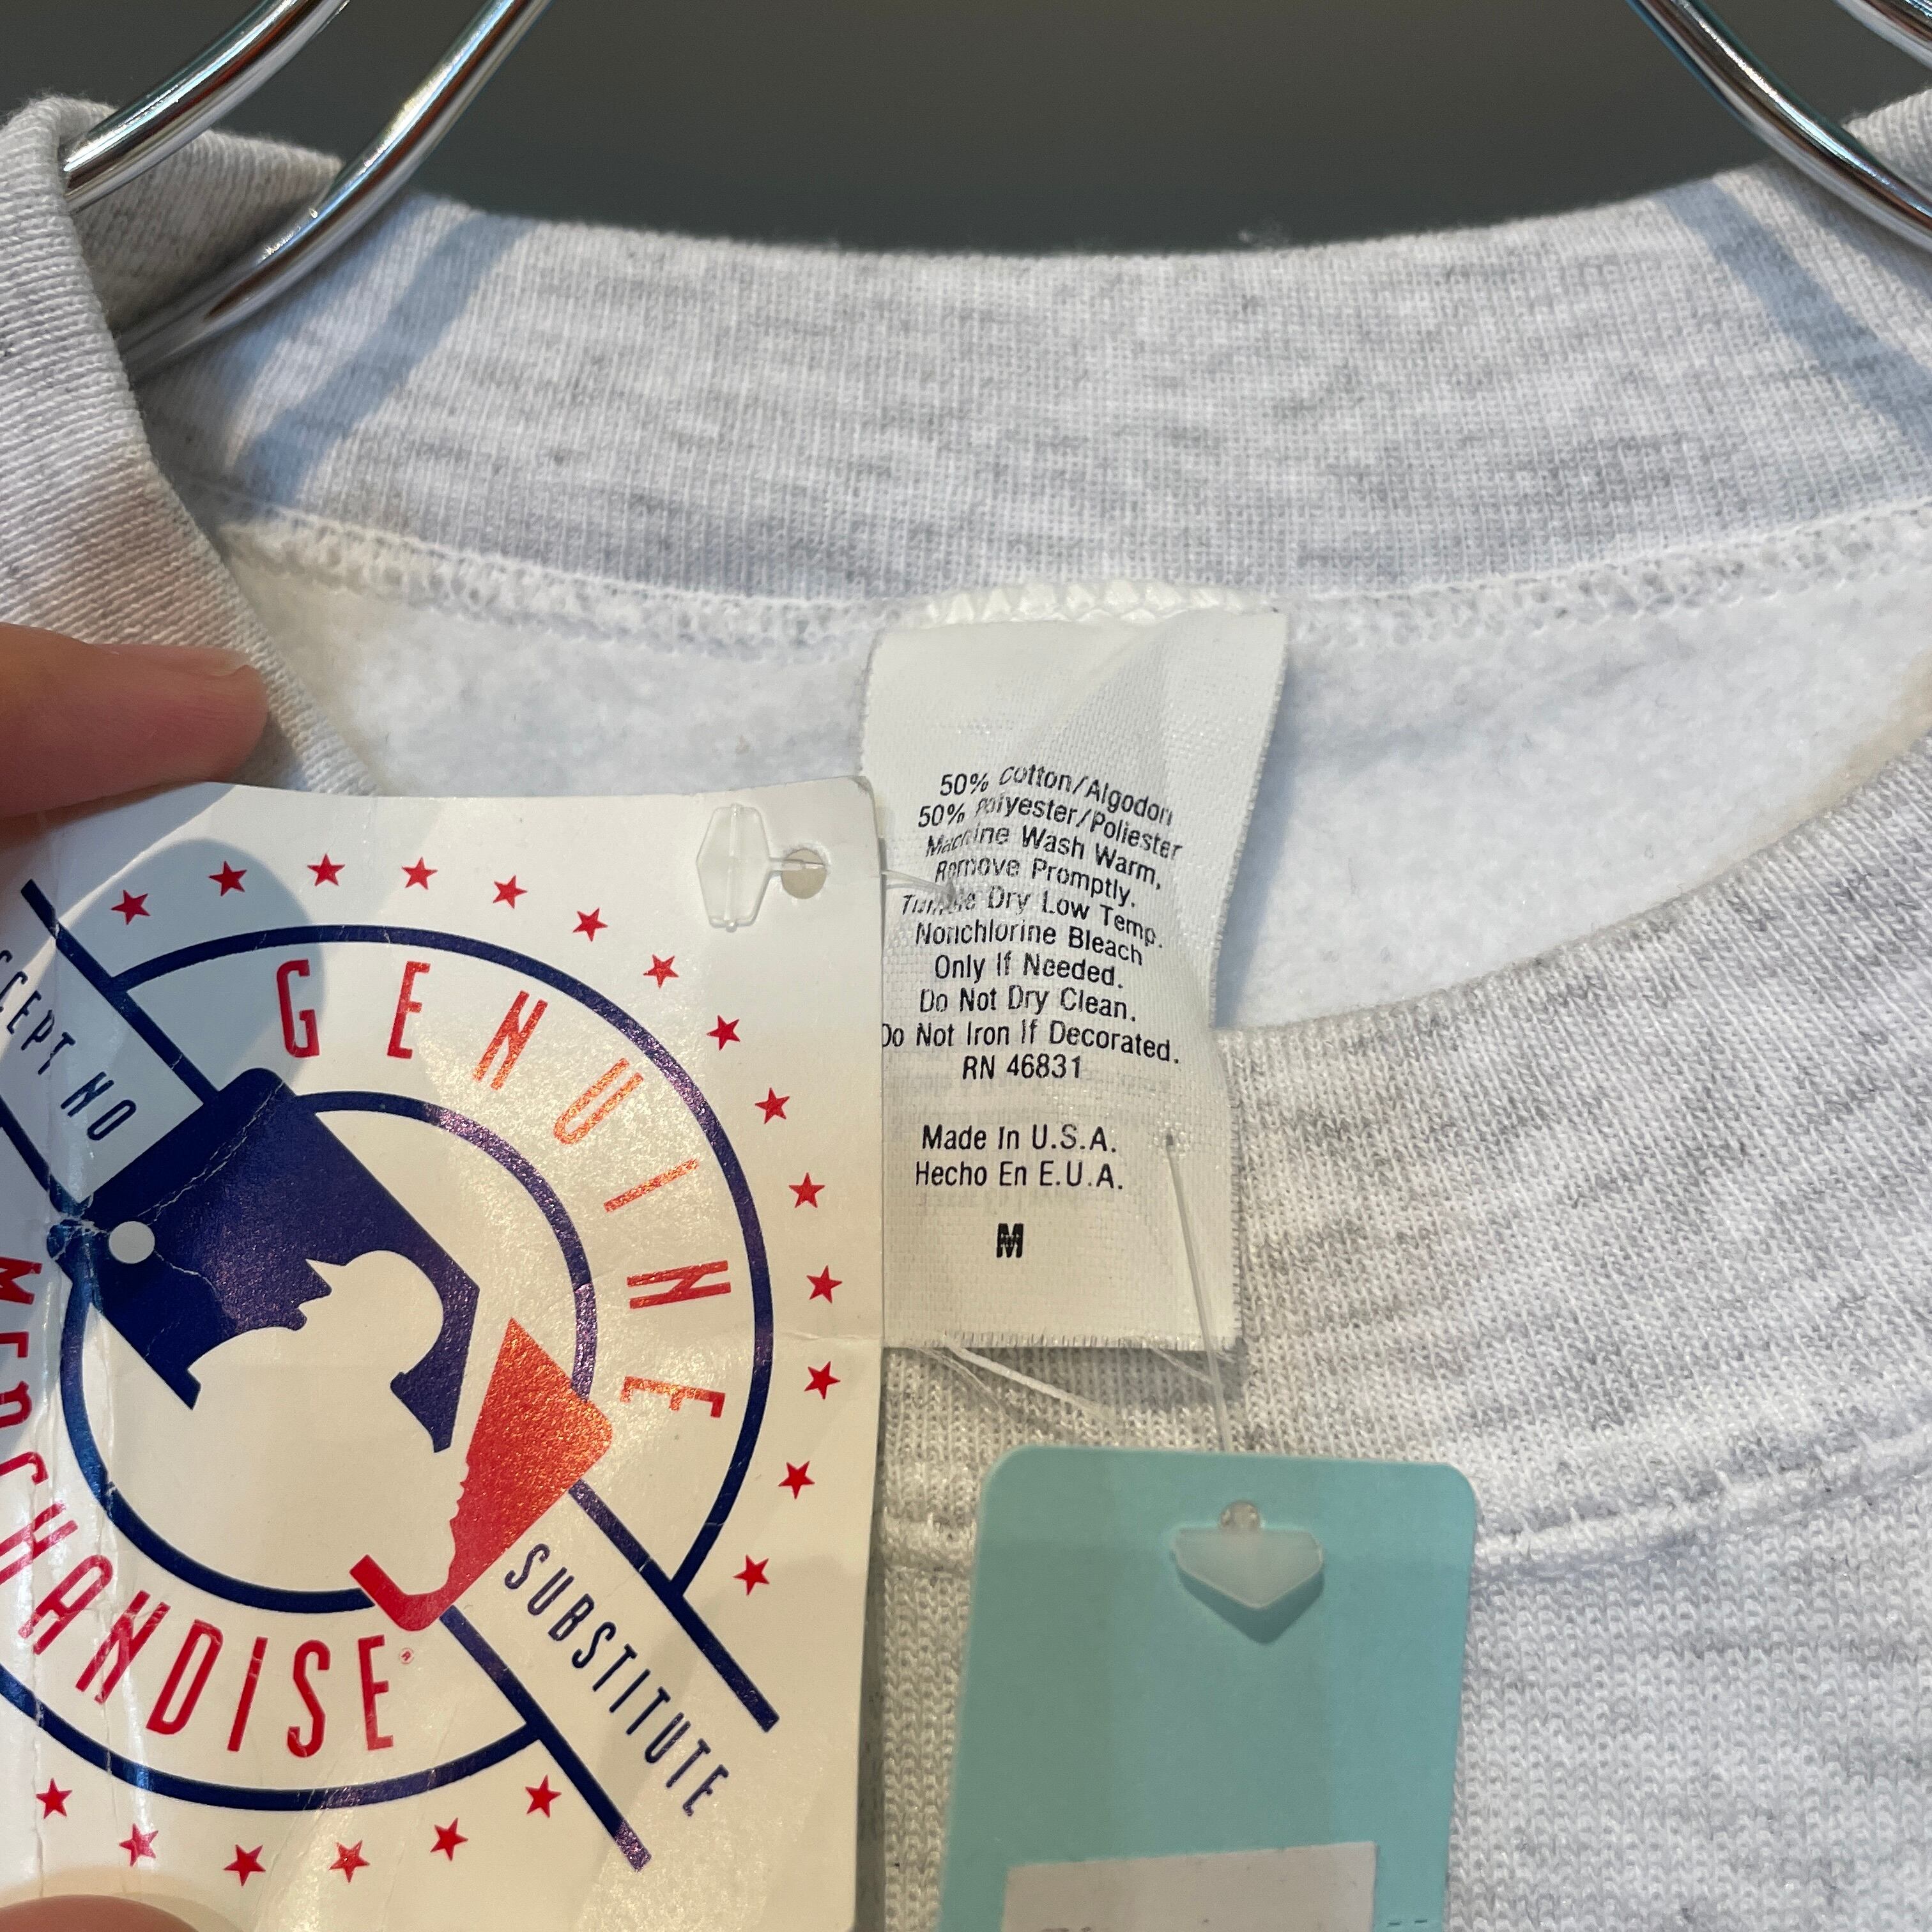 GENUINE
MERCHANDISE®
NO
SUBSTITUTE
50% Cotton/Algodon
50% Polyester/Poliester
Machine Wash Warm,
Remove Promptly.
Tumble Dry Low Temp.
Nonchlorine Bleach
Only If Needed.
Do Not Dry Clean.
Do Not Iron If Decorated.
RN 46831
Made In U.S.A.
Hecho En E.U.A.
M